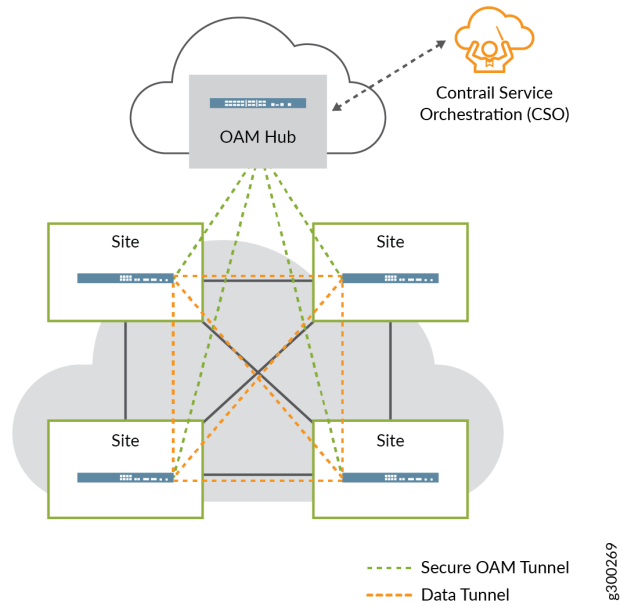 Contrail Service
Orchestration (CSO)
OAM Hub
Site
Site
Site
Site
Secure OAM Tunnel
Data Tunnel
g300269